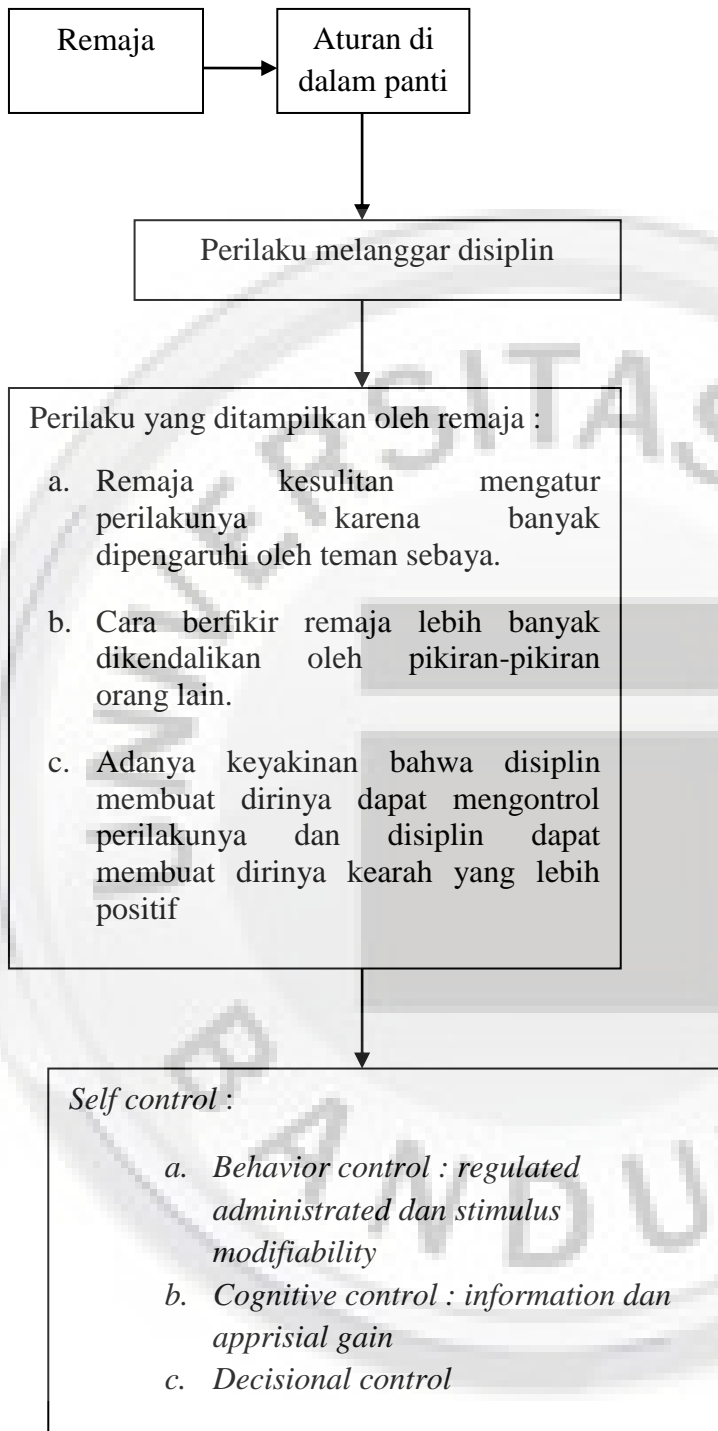 Remaja
Aturan di
dalam panti
Perilaku melanggar disiplin
Perilaku yang ditampilkan oleh remaja :
a. Remaja kesulitan mengatur
perilakunya karena banyak
dipengaruhi oleh teman sebaya.
b. Cara berfikir remaja lebih banyak
dikendalikan oleh pikiran-pikiran
orang lain.
c. Adanya keyakinan bahwa disiplin
membuat dirinya dapat mengontrol
perilakunya dan disiplin dapat
membuat dirinya kearah yang lebih
positif
Self control :
a. Behavior control : regulated
administrated dan stimulus
modifiability
b. Cognitive control : information dan
apprisial gain
c. Decisional control
UNIVERSITAS
BANDU